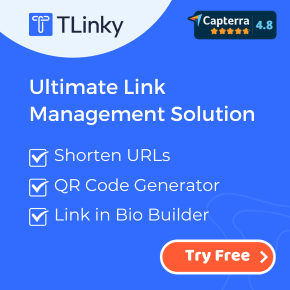 TLinky
Capterra
4.8
Ultimate Link
Management Solution
Shorten URLs
QR Code Generator
Link in Bio Builder
Try Free